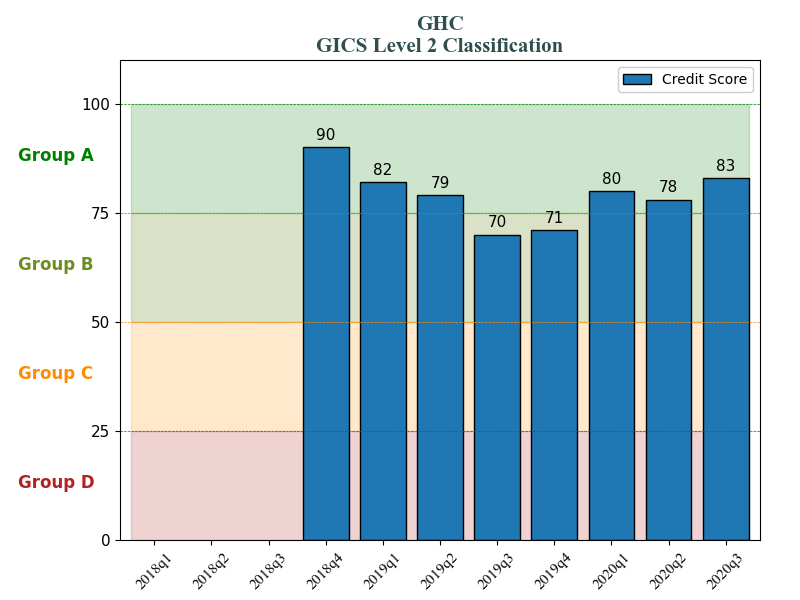 GHC
GICS Level 2 Classification
Credit Score
100
Group A
90
82
79
70
71
80
78
83
75
Group B
50
Group C
25
Group D
0
2018q1
2018q2
2018q3
2018q4
2019q1
2019q2
2019q3
2019q4
2020q1
2020q2
2020q3